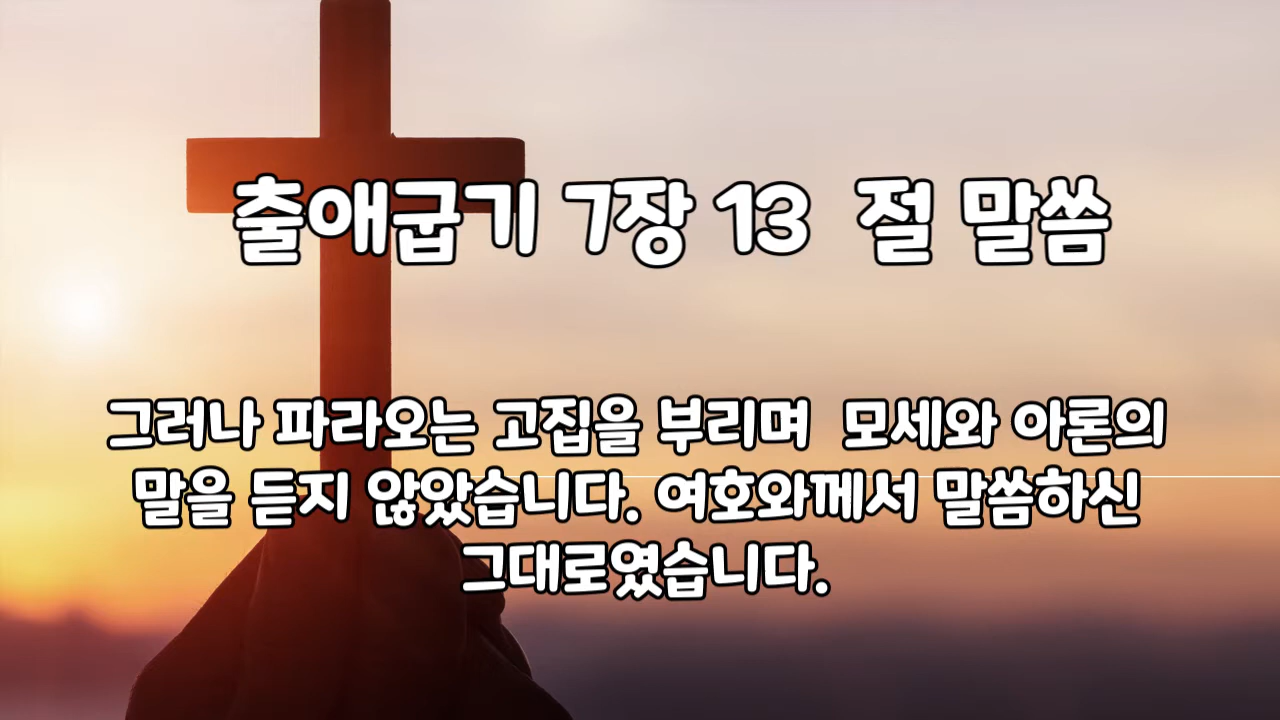 출애굽기 7장 13 절 말씀
그러나 파라오는 고집을 부리며 모세와 아론의
말을 듣지 않았습니다. 여호와께서 말씀하신
그대로였습니다.